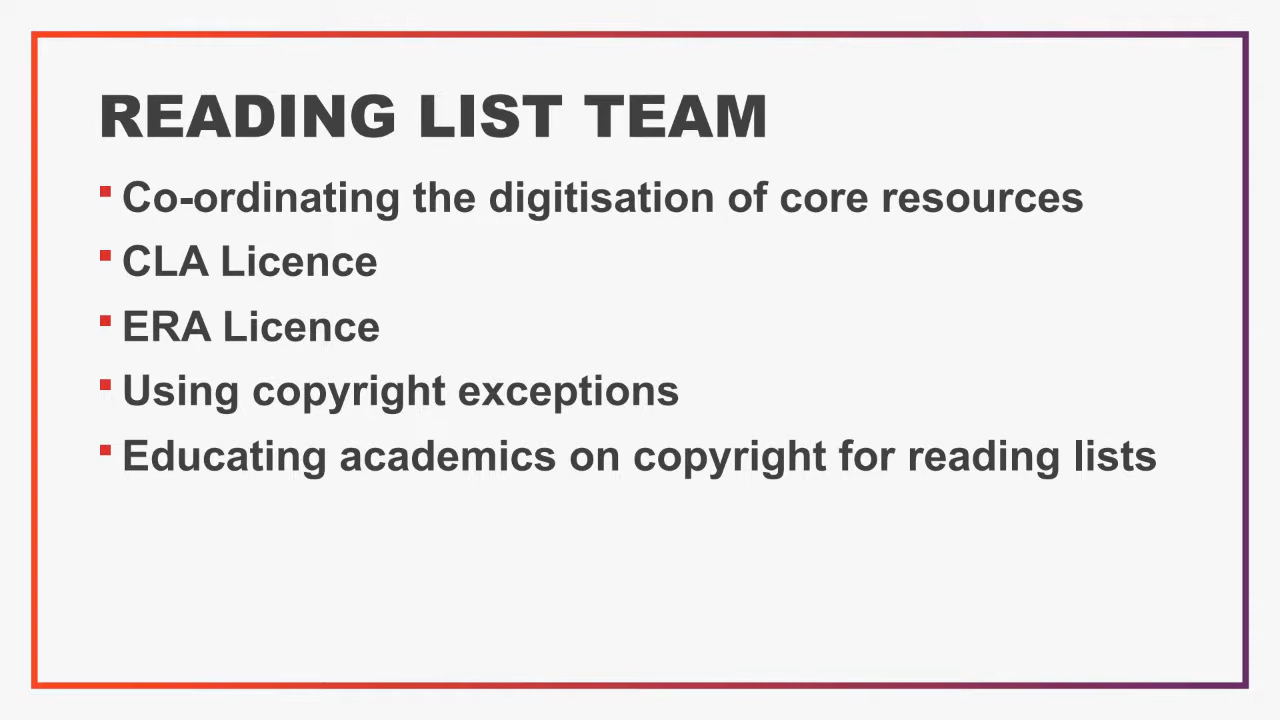 READING LIST TEAM
Co-ordinating the digitisation of core resources
CLA Licence
ERA Licence
Using copyright exceptions
Educating academics on copyright for reading lists